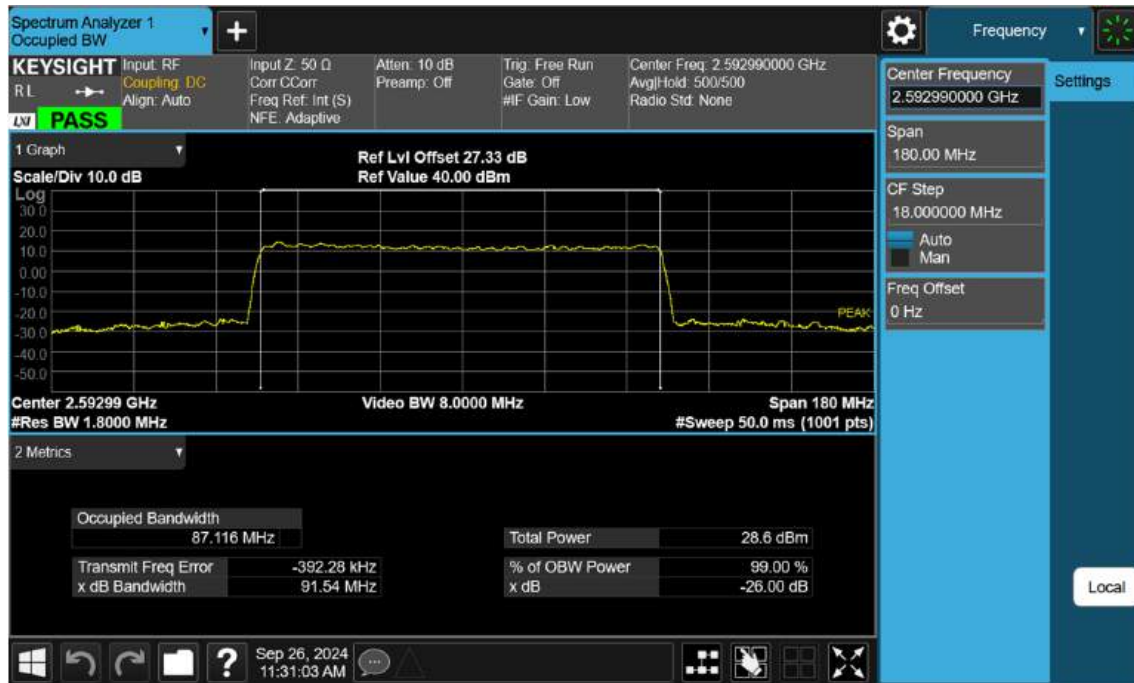 Spectrum Analyzer 1
Occupied BW
+
Frequency
KEYSIGHT
RL
LXI PASS
Input: RF
Coupling: DC
Align: Auto
Input Z: 50 Ω
Corr CCorr
Freq Ref: Int (S)
NFE: Adaptive
Atten: 10 dB
Preamp: Off
Trig: Free Run
Gate: Off
#IF Gain: Low
Center Freq: 2.592990000 GHz
Avg|Hold: 500/500
Radio Std: None
Center Frequency
2.592990000 GHz
Settings
Span
180.00 MHz
CF Step
18.000000 MHz
Auto
Man
Freq Offset
0 Hz
1 Graph
Scale/Div 10.0 dB
Ref Lvl Offset 27.33 dB
Ref Value 40.00 dBm
Log
30.0
20.0
10.0
0.00
-10.0
-20.0
-30.0
-40.0
-50.0
PEAK
Center 2.59299 GHz
#Res BW 1.8000 MHz
Video BW 8.0000 MHz
Span 180 MHz
#Sweep 50.0 ms (1001 pts)
2 Metrics
Occupied Bandwidth
87.116 MHz
Total Power 28.6 dBm
Transmit Freq Error -392.28 kHz
% of OBW Power 99.00 %
x dB Bandwidth 91.54 MHz
x dB -26.00 dB
Local
?
Sep 26, 2024
11:31:03 AM